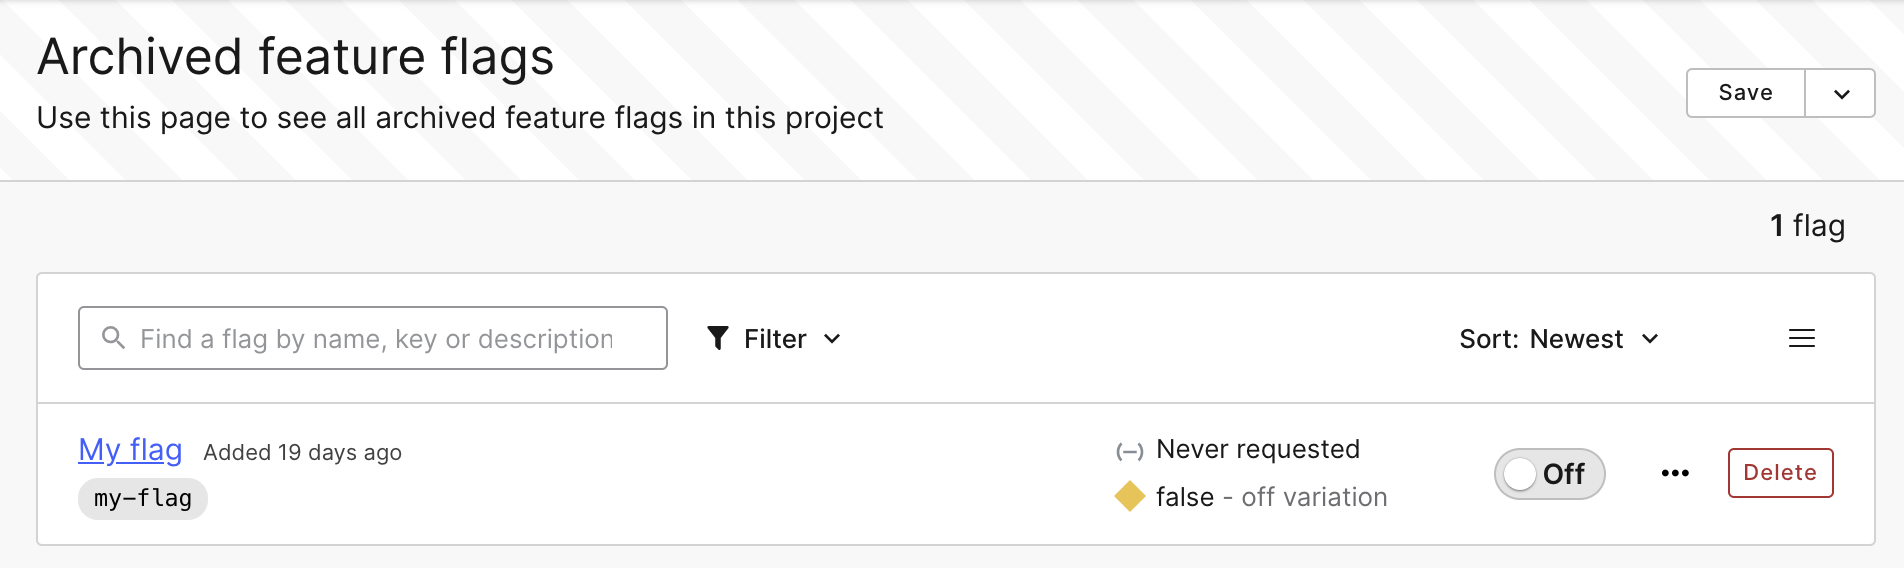 Archived feature flags
Use this page to see all archived feature flags in this project
Save
1 flag
Find a flag by name, key or description
Filter
Sort: Newest
My flag Added 19 days ago
my-flag
Never requested
false - off variation
Off
Delete